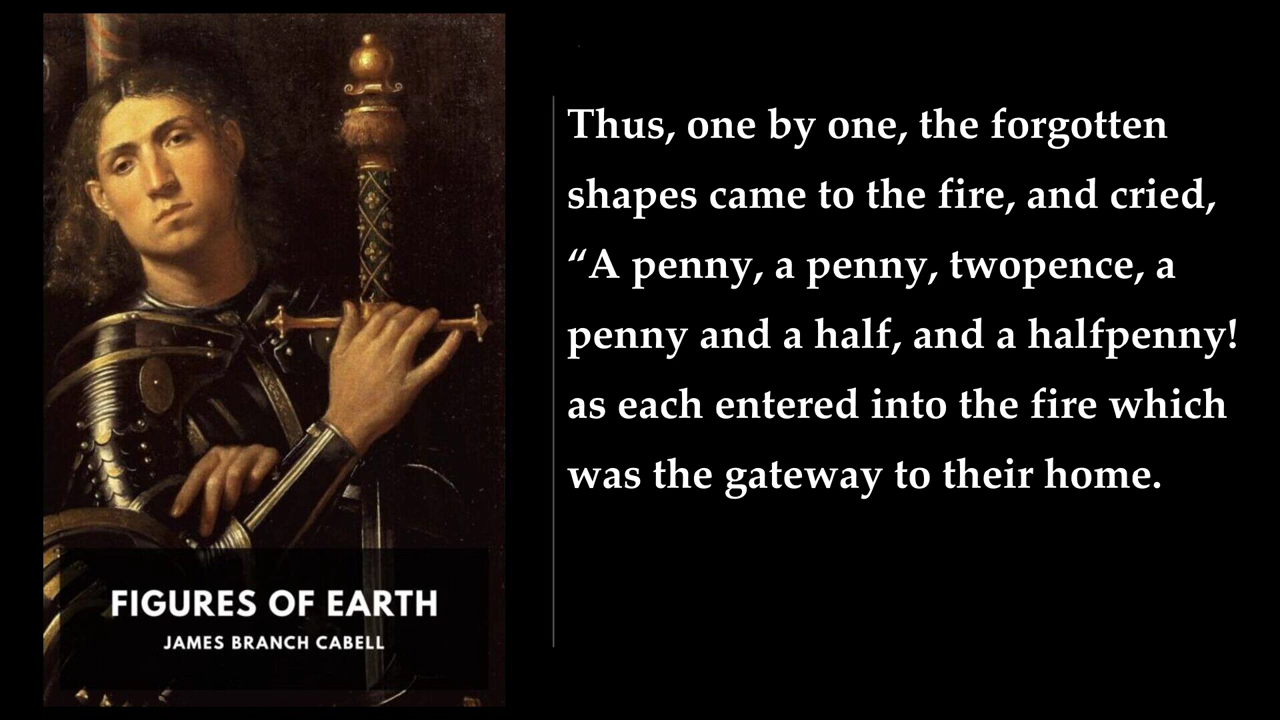 Thus, one by one, the forgotten
shapes came to the fire, and cried,
“A penny, a penny, twopence, a
penny and a half, and a halfpenny!
as each entered into the fire which
was the gateway to their home.
FIGURES OF EARTH
JAMES BRANCH CABELL